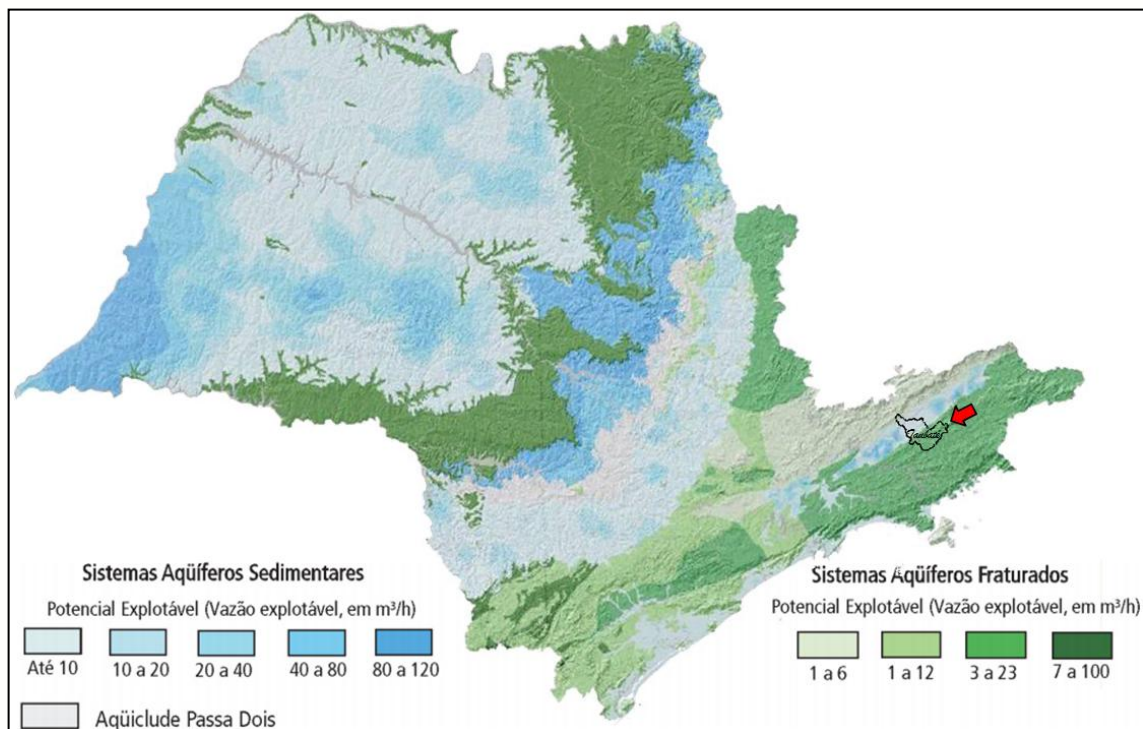 Taubaté
Sistemas Aqüíferos Sedimentares
Potencial Explotável (Vazão explotável, em m³/h)
Até 10
10 a 20
20 a 40
40 a 80
80 a 120
Aqüiclude Passa Dois
Sistemas Aqüíferos Fraturados
Potencial Explotável (Vazão explotável, em m³/h)
1 a 6
1 a 12
3 a 23
7 a 100